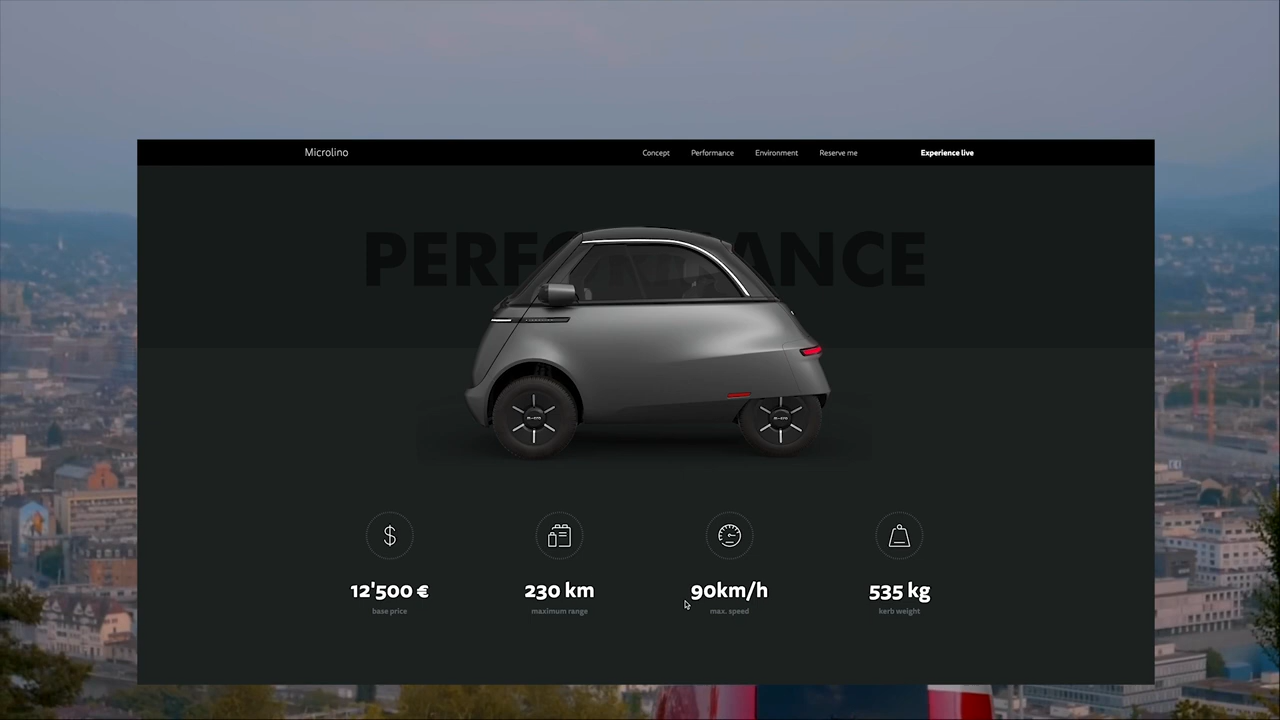 Microlino
Concept Performance Environment Reserve me Experience live
PERFORMANCE
12'500 € 230 km 90km/h 535 kg
base price maximum range max. speed kerb weight